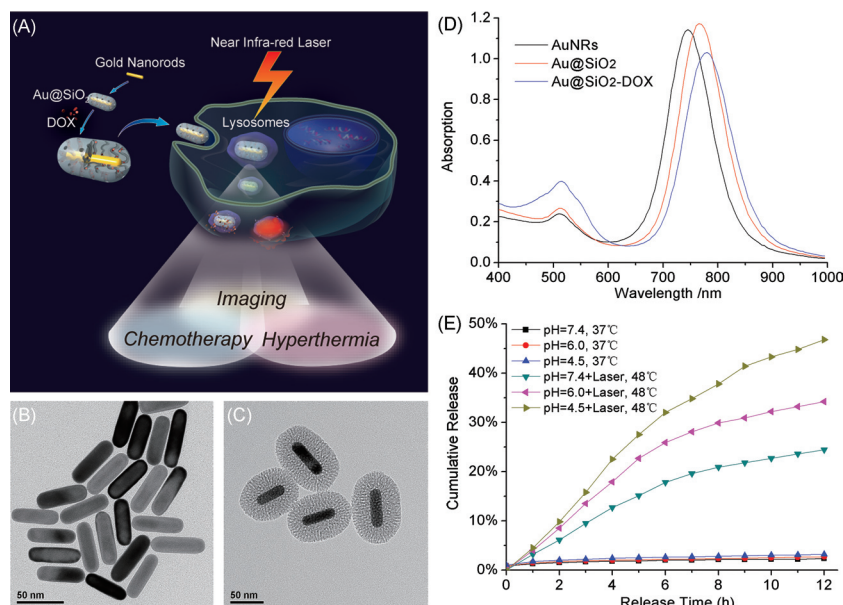 (A)
Near Infra-red Laser
Gold Nanorods
Au@SiO2
DOX
Lysosomes
Imaging
Chemotherapy Hyperthermia
(B)
50 nm
(C)
50 nm
(D)
AuNRs
Au@SiO2
Au@SiO2-DOX
Absorption
1.2
1.0
0.8
0.6
0.4
0.2
0.0
400 500 600 700 800 900 1000
Wavelength /nm
(E)
pH=7.4, 37℃
pH=6.0, 37℃
pH=4.5, 37℃
pH=7.4+Laser, 48℃
pH=6.0+Laser, 48℃
pH=4.5+Laser, 48℃
Cumulative Release
50%
40%
30%
20%
10%
0%
0 2 4 6 8 10 12
Release Time (h)